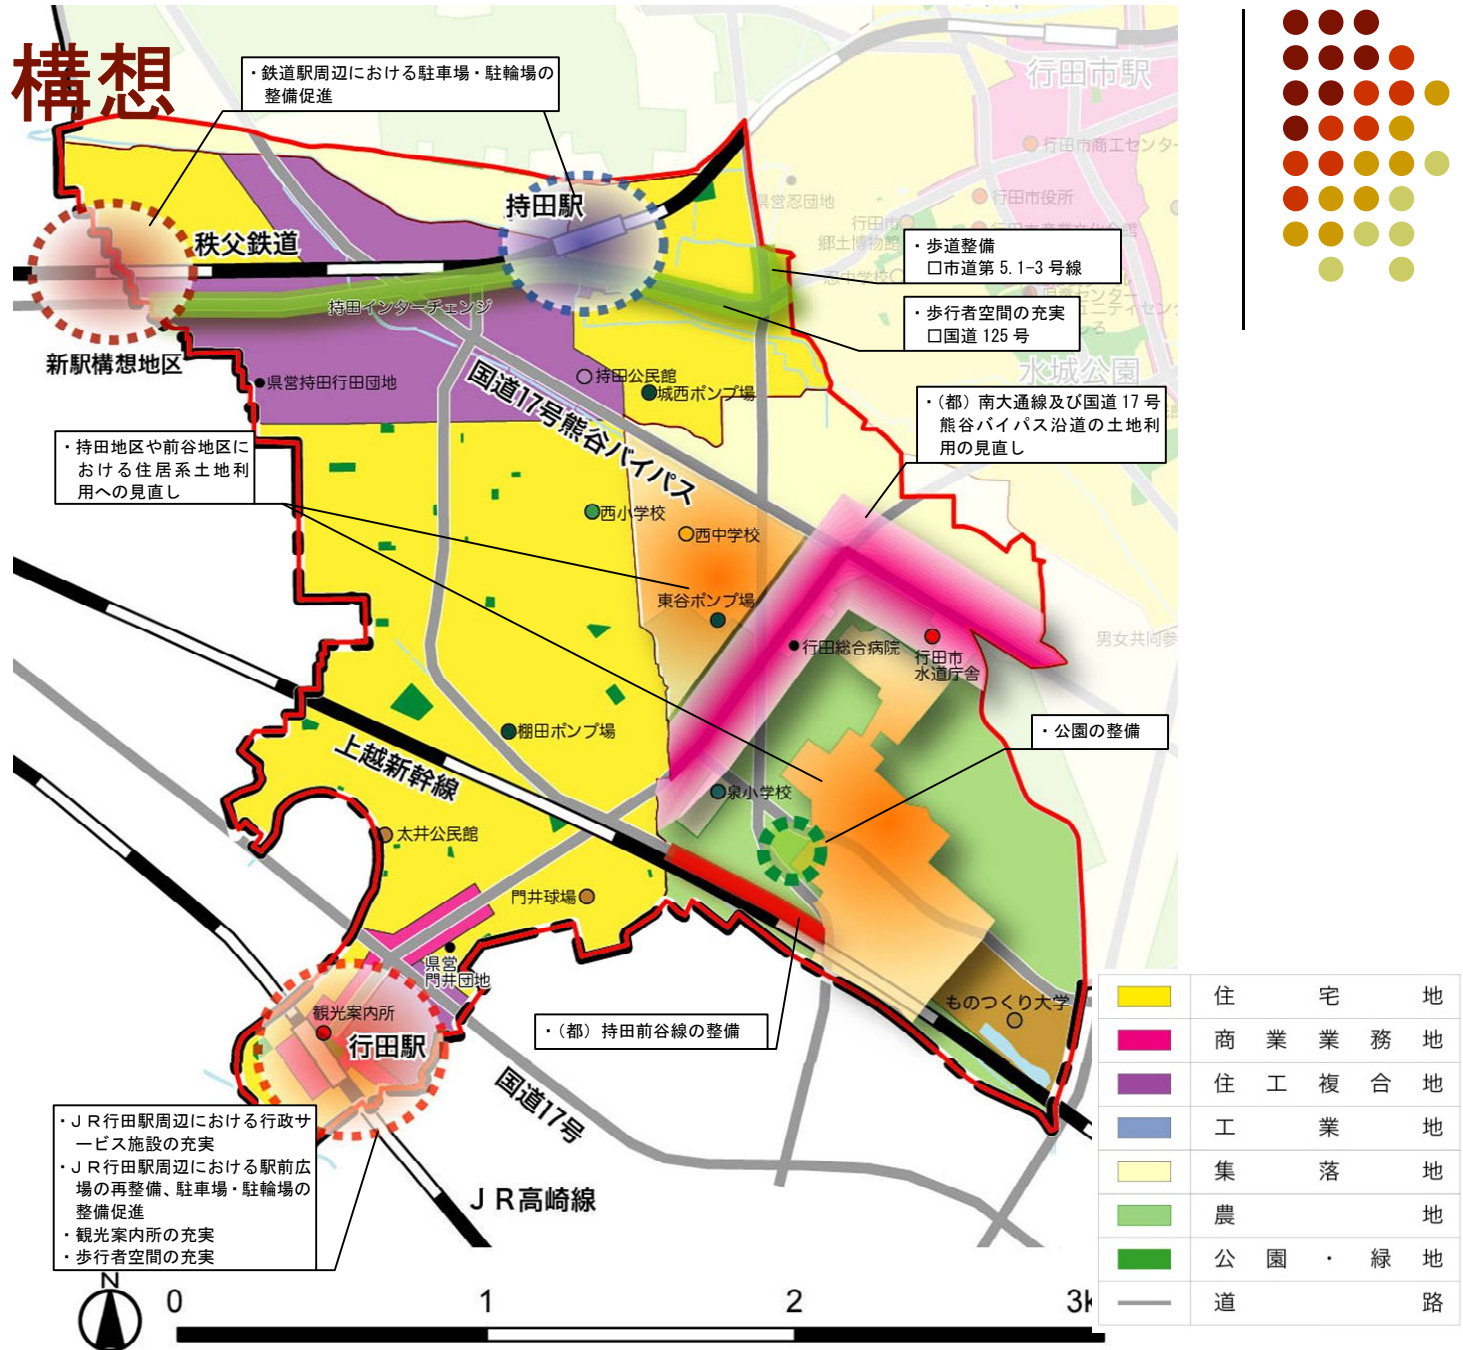 構想
・鉄道駅周辺における駐車場・駐輪場の
整備促進
行田市駅
行田市商工センタ
持田駅
県営忍団地
行田市役所
行田市
郷土博物館
秩父鉄道
・歩道整備
□市道第 5.1-3 号線
忍中学校
持田インターチェンジ
・歩行者空間の充実
□国道 125 号
新駅構想地区
県営持田行田団地
持田公民館
城西ポンプ場
水城公園
国道17号熊谷バイパス
・(都) 南大通線及び国道 17 号
熊谷バイパス沿道の土地利
用の見直し
・持田地区や前谷地区に
おける住居系土地利
用への見直し
西小学校
西中学校
東谷ポンプ場
行田総合病院
行田市
水道庁舎
男女共同参
棚田ポンプ場
・公園の整備
上越新幹線
泉小学校
太井公民館
門井球場
県営
門井団地
ものつくり大学
観光案内所
行田駅
・(都) 持田前谷線の整備
国道17号
・JR行田駅周辺における行政サ
ービス施設の充実
・JR行田駅周辺における駅前広
場の再整備、駐車場・駐輪場の
整備促進
・観光案内所の充実
・歩行者空間の充実
JR高崎線
住宅地
商業業務地
住工複合地
工業地
集落地
農地
公園・緑地
道路
N
0 1 2 3k